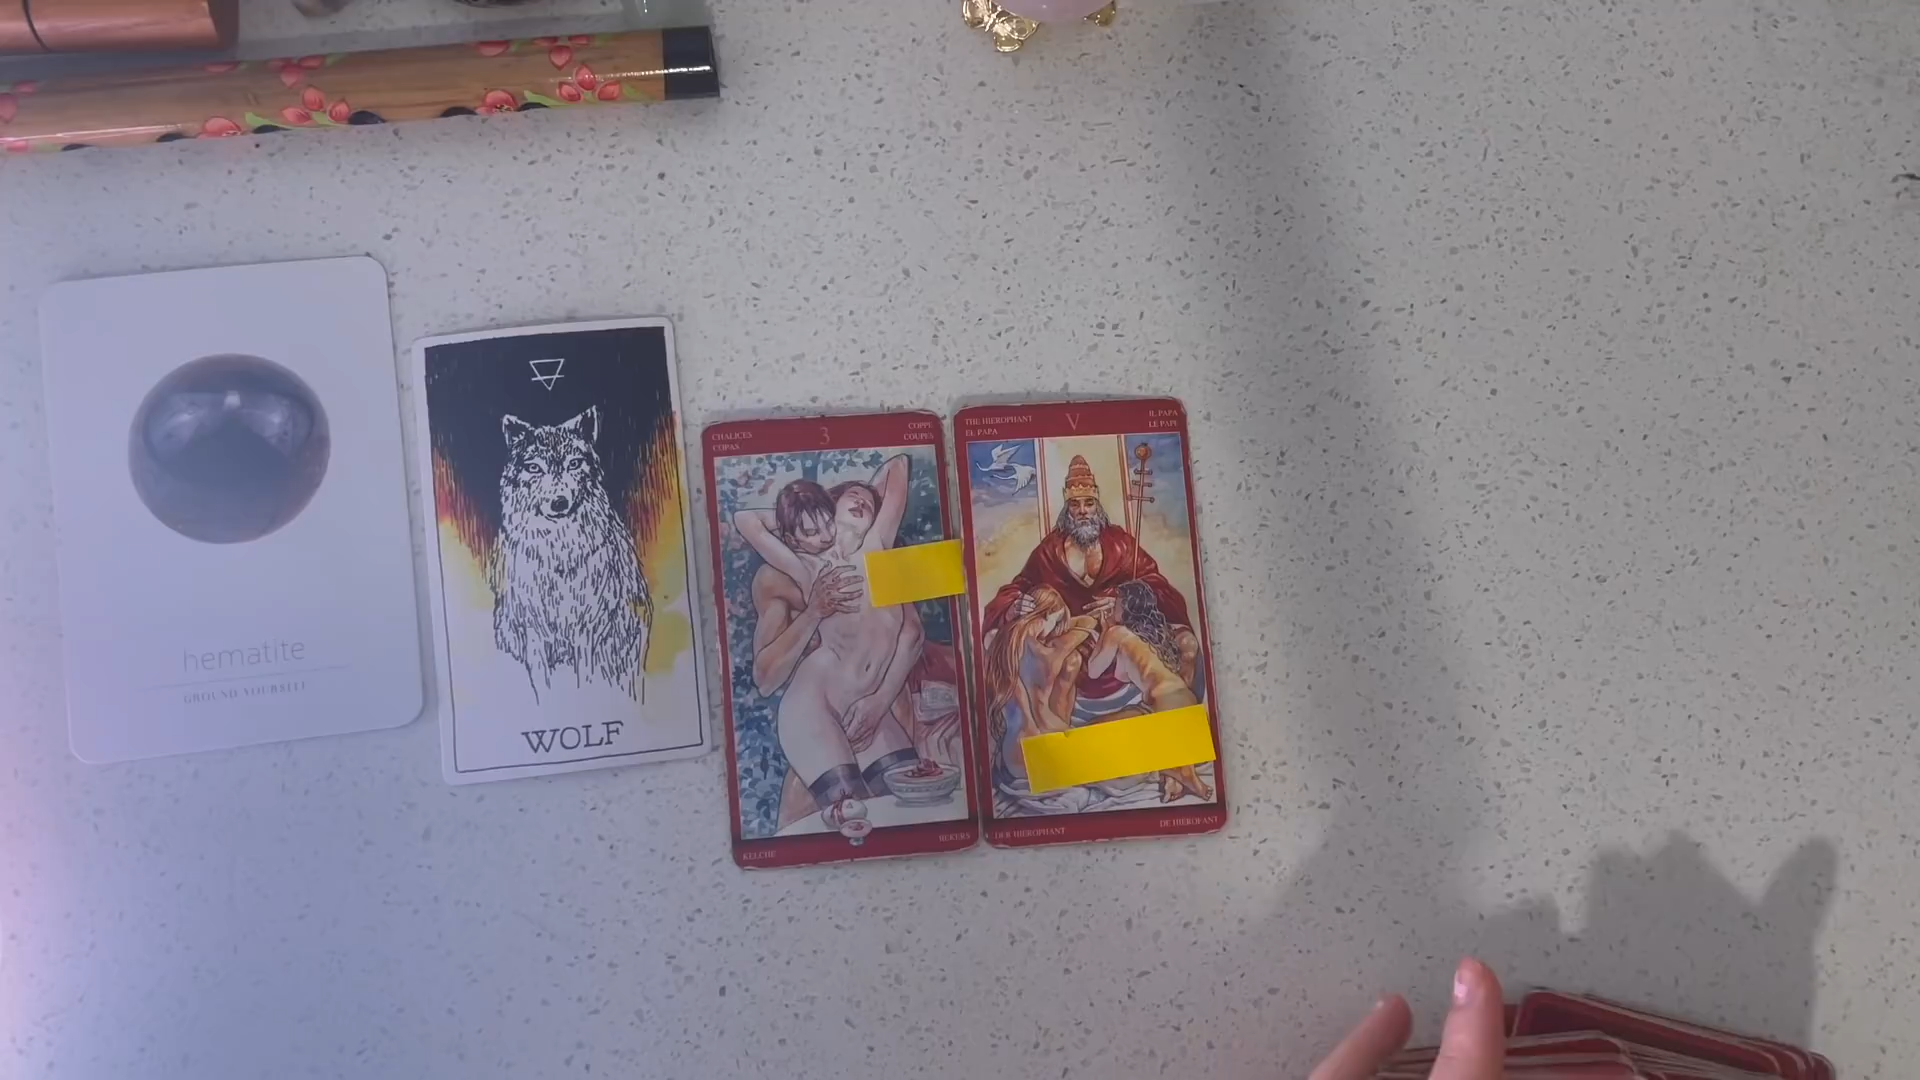 hematite
GROUND YOURSELF
WOLF
CHALICES
COPAS
3
COPPE
COUPES
KELCHE
BEKERS
THE HIEROPHANT
EL PAPA
V
IL PAPA
LE PAPE
DER HIEROPHANT
DE HIËROFANT